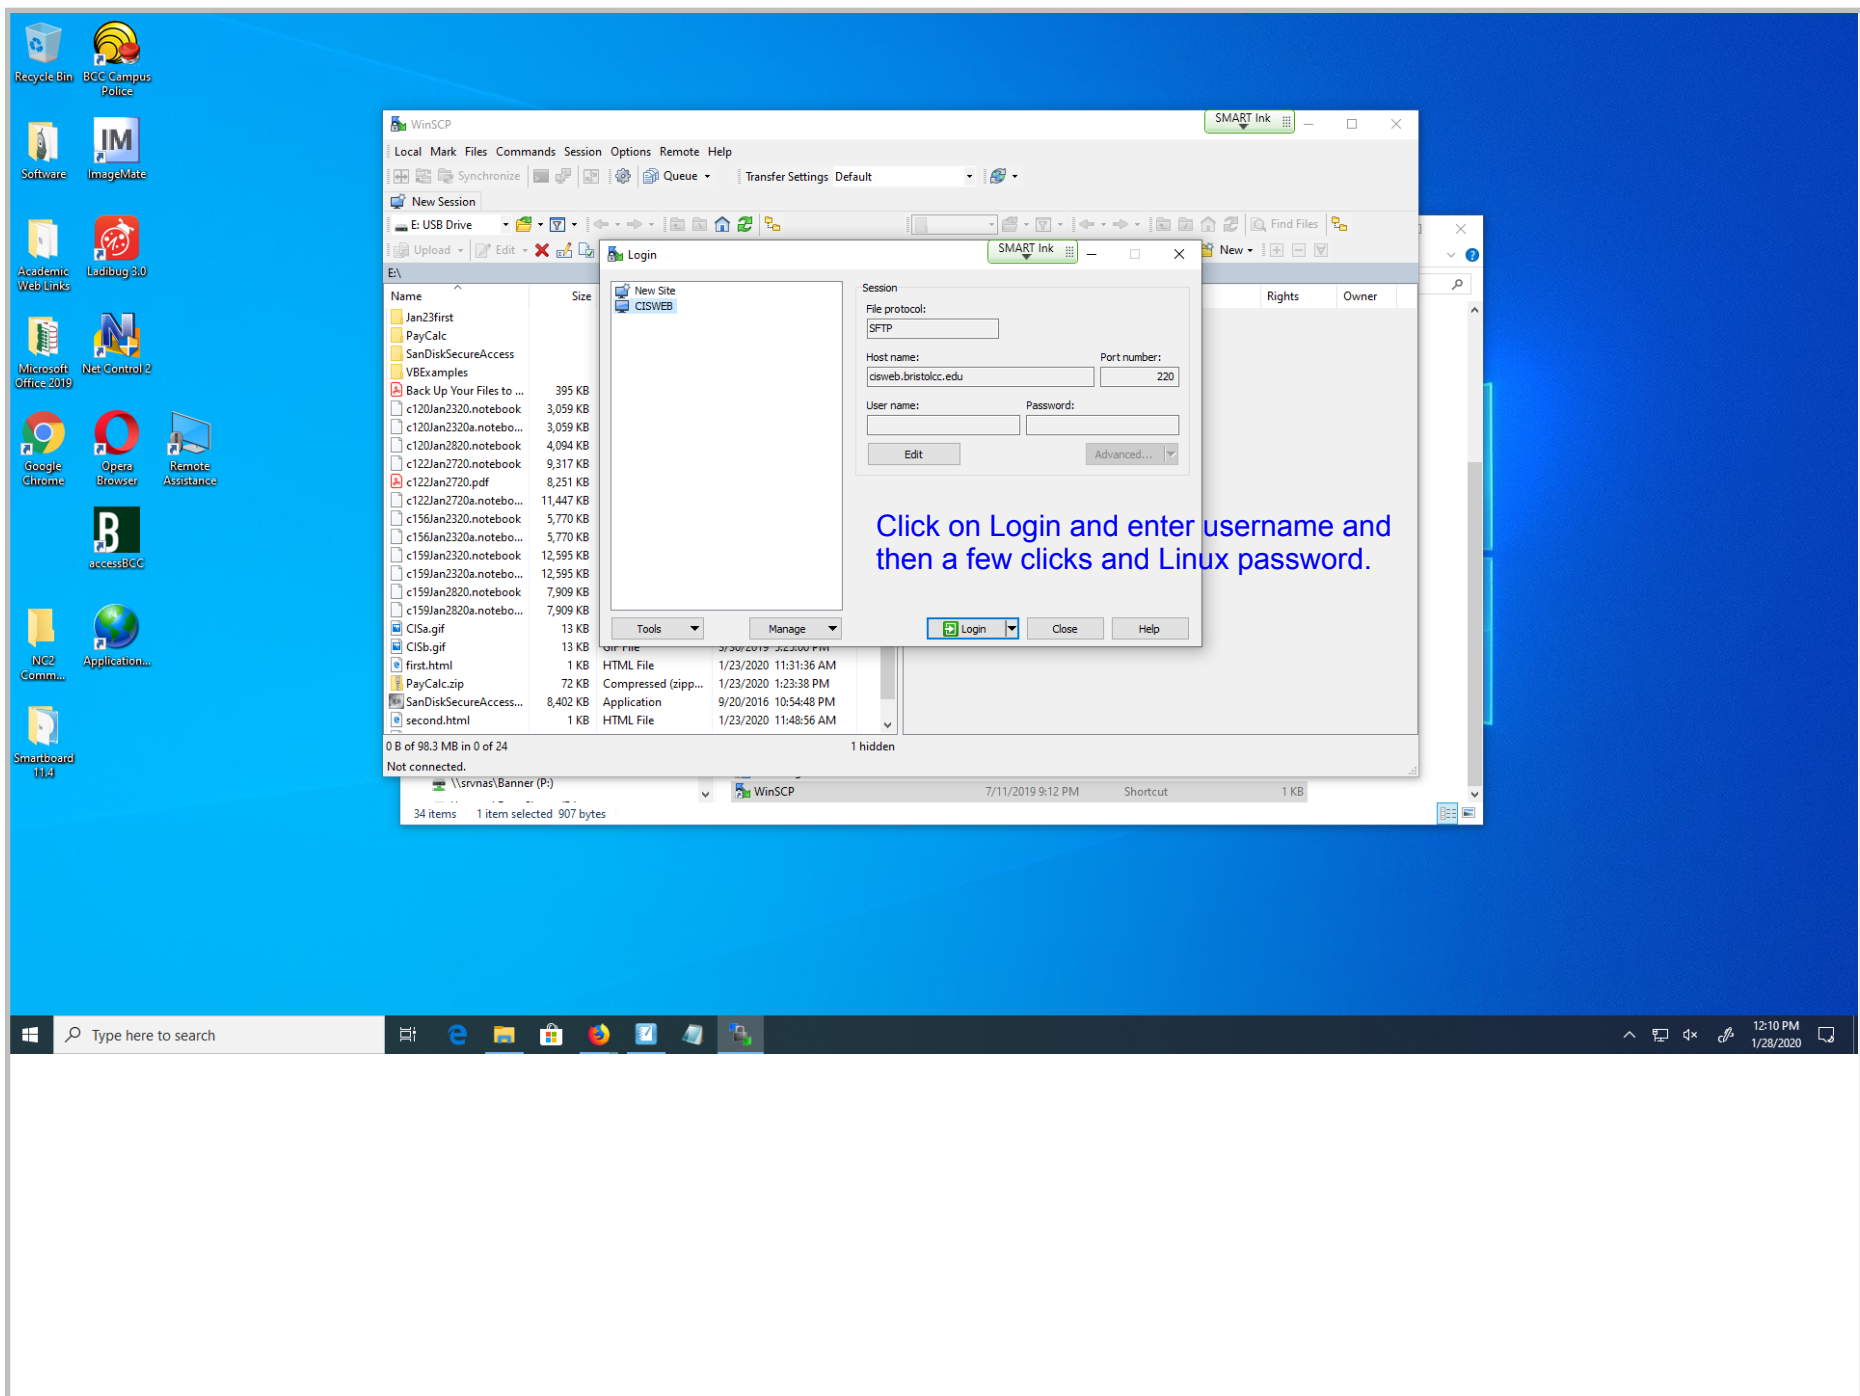 Recycle Bin
BCC Campus
Police
Software
IM
ImageMate
Academic
Web Links
Ladibug 3.0
Microsoft
Office 2019
Net Control 2
Google
Chrome
Opera
Browser
Remote
Assistance
B
accessBCC
NC2
Comm...
Application...
Smartboard
11.4
WinSCP
SMART Ink
Local Mark Files Commands Session Options Remote Help
Synchronize Queue Transfer Settings Default
New Session
E: USB Drive Find Files
Upload Edit New
E:\
Name Size Rights Owner
Jan23first
PayCalc
SanDiskSecureAccess
VBExamples
Back Up Your Files to ... 395 KB
c120Jan2320.notebook 3,059 KB
c120Jan2320a.notebo... 3,059 KB
c120Jan2820.notebook 4,094 KB
c122Jan2720.notebook 9,317 KB
c122Jan2720.pdf 8,251 KB
c122Jan2720a.notebo... 11,447 KB
c156Jan2320.notebook 5,770 KB
c156Jan2320a.notebo... 5,770 KB
c159Jan2320.notebook 12,595 KB
c159Jan2320a.notebo... 12,595 KB
c159Jan2820.notebook 7,909 KB
c159Jan2820a.notebo... 7,909 KB
CISa.gif 13 KB
CISb.gif 13 KB
first.html 1 KB HTML File 1/23/2020 11:31:36 AM
PayCalc.zip 72 KB Compressed (zipp... 1/23/2020 1:23:38 PM
SanDiskSecureAccess... 8,402 KB Application 9/20/2016 10:54:48 PM
second.html 1 KB HTML File 1/23/2020 11:48:56 AM
0 B of 98.3 MB in 0 of 24 1 hidden
Not connected.
Login
SMART Ink
New Site
CISWEB
Session
File protocol:
SFTP
Host name: Port number:
cisweb.bristolcc.edu 220
User name: Password:
Edit Advanced...
Click on Login and enter username and
then a few clicks and Linux password.
Tools Manage Login Close Help
\\srvnas\Banner (P:)
WinSCP 7/11/2019 9:12 PM Shortcut 1 KB
34 items 1 item selected 907 bytes
Type here to search
12:10 PM
1/28/2020